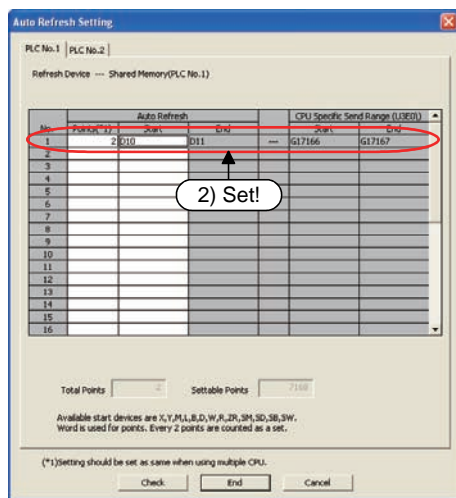 Auto Refresh Setting
PLC No.1 PLC No.2
Refresh Device --- Shared Memory(PLC No.1)
Auto Refresh CPU Specific Send Range (U3E0\)
No. Points(*1) Start End Start End
1 2 D10 D11 --- G17166 G17167
2
3
4
2) Set!
5
6
7
8
9
10
11
12
13
14
15
16
Total Points 2 Settable Points 7168
Available start devices are X,Y,M,L,B,D,W,R,ZR,SM,SD,SB,SW.
Word is used for points. Every 2 points are counted as a set.
(*1)Setting should be set as same when using multiple CPU.
Check End Cancel